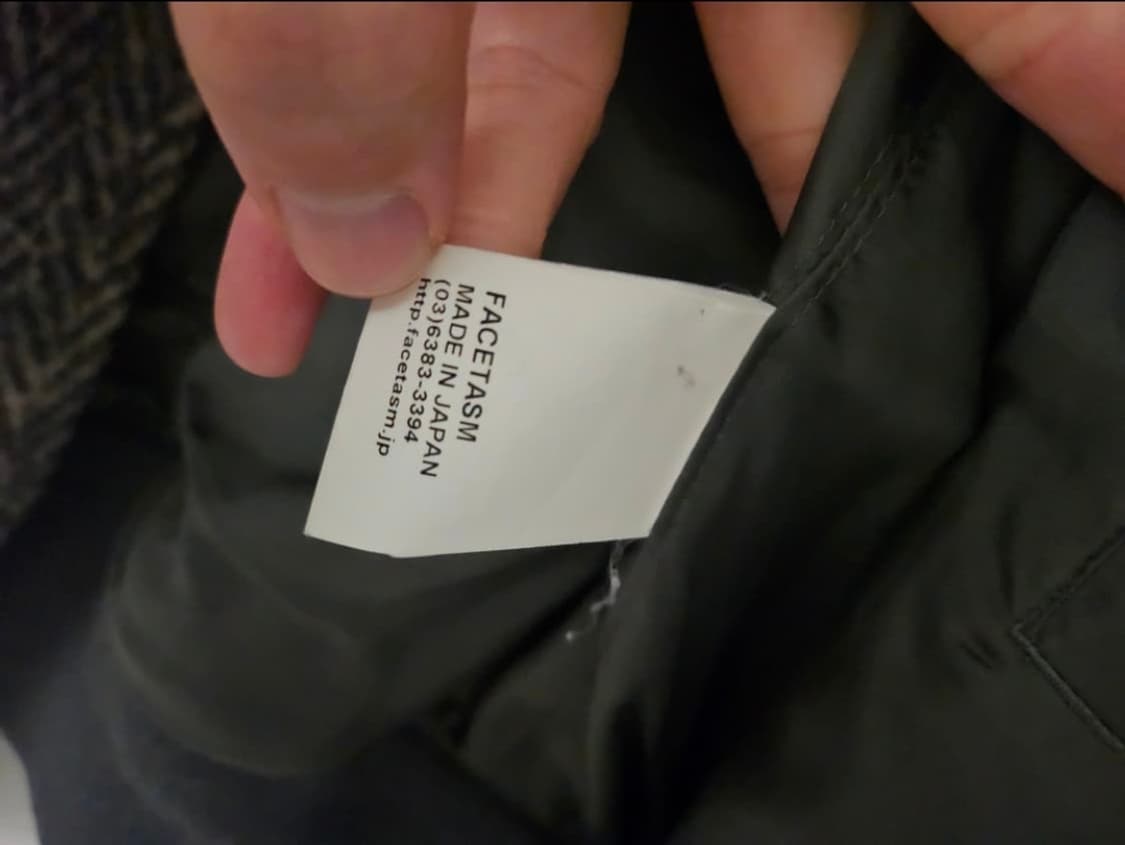 FACETASM
MADE IN JAPAN
(03)6383-3394
http.facetasm.jp